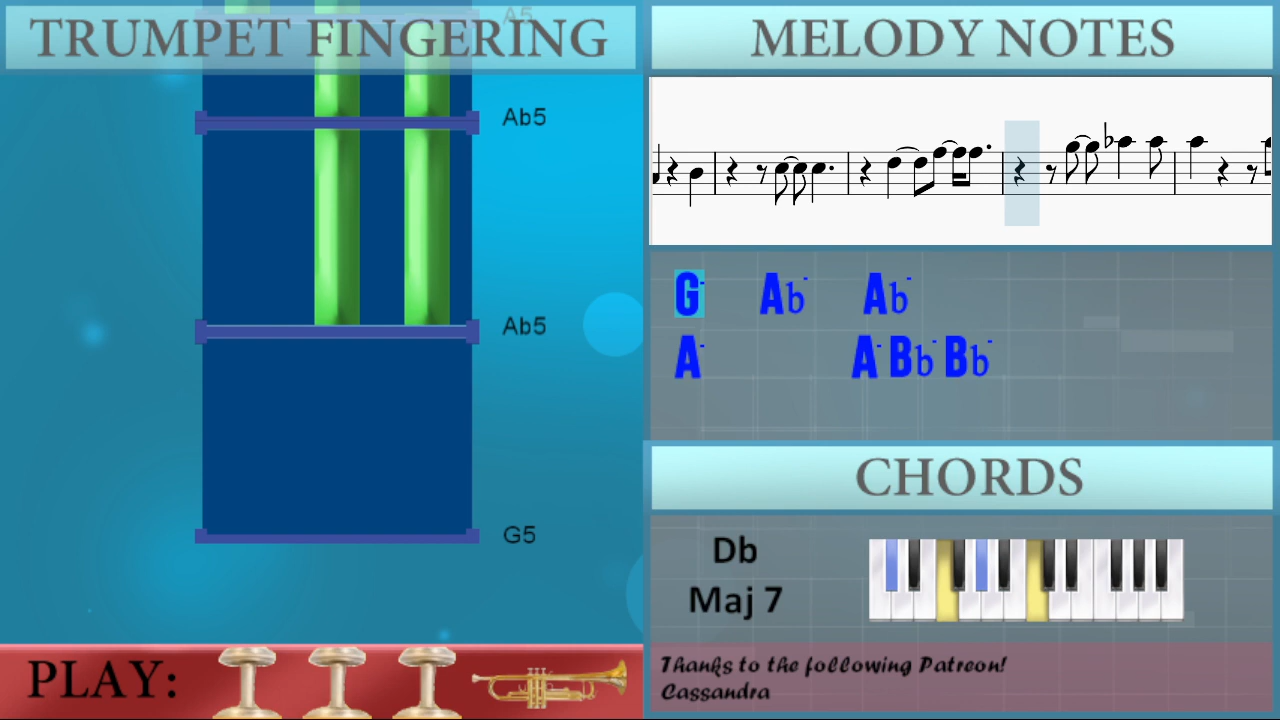 TRUMPET FINGERING
A5
Ab5
Ab5
G5
PLAY:
MELODY NOTES
G- Ab- Ab-
A- A- Bb- Bb-
CHORDS
Db
Maj 7
Thanks to the following Patreon!
Cassandra